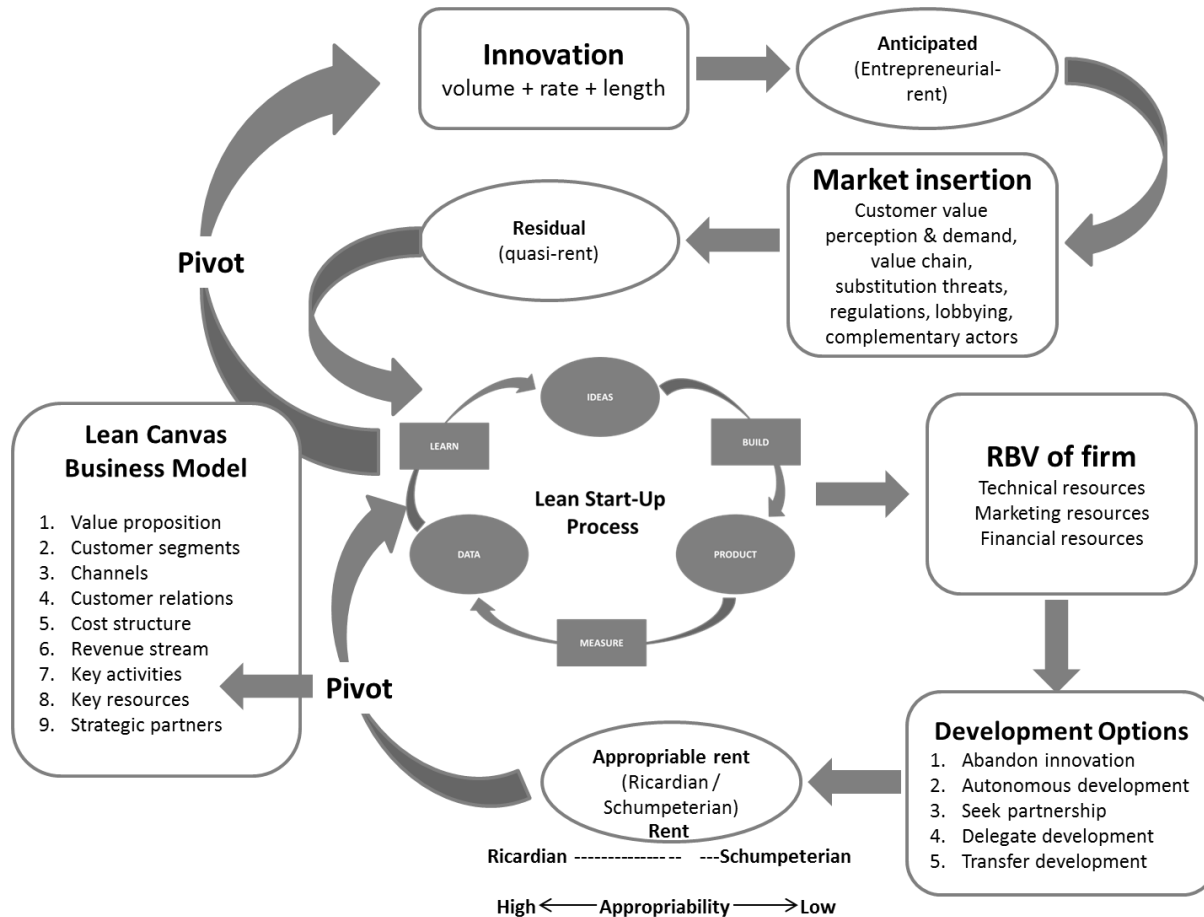 Innovation
volume + rate + length
Anticipated
(Entrepreneurial-
rent)
Market insertion
Customer value
perception & demand,
value chain,
substitution threats,
regulations, lobbying,
complementary actors
Residual
(quasi-rent)
Pivot
Lean Canvas
Business Model
1. Value proposition
2. Customer segments
3. Channels
4. Customer relations
5. Cost structure
6. Revenue stream
7. Key activities
8. Key resources
9. Strategic partners
IDEAS
LEARN
BUILD
Lean Start-Up
Process
DATA
PRODUCT
MEASURE
RBV of firm
Technical resources
Marketing resources
Financial resources
Pivot
Development Options
1. Abandon innovation
2. Autonomous development
3. Seek partnership
4. Delegate development
5. Transfer development
Appropriable rent
(Ricardian /
Schumpeterian)
Rent
Ricardian -------------- -- ---Schumpeterian
High ⟵ Appropriability ⟶ Low